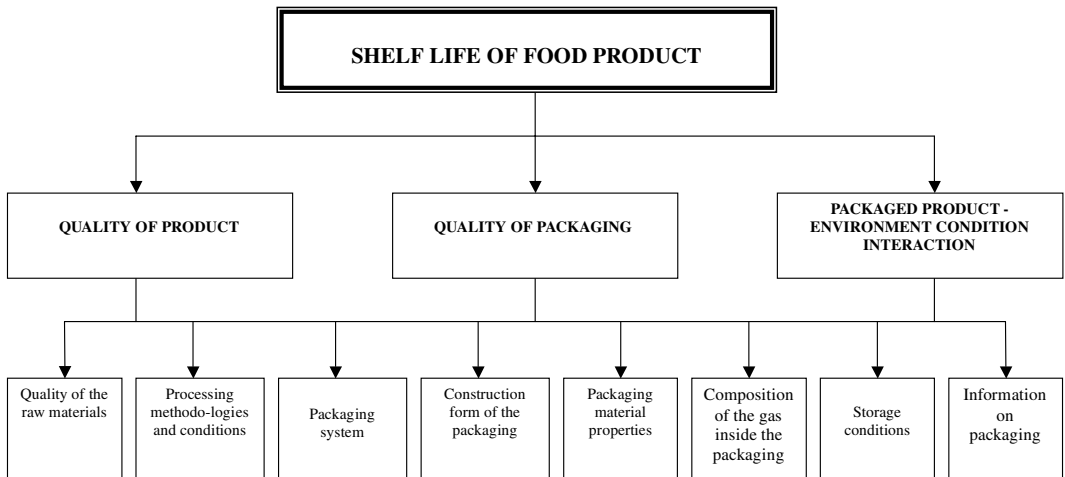 SHELF LIFE OF FOOD PRODUCT
QUALITY OF PRODUCT
QUALITY OF PACKAGING
PACKAGED PRODUCT -
ENVIRONMENT CONDITION
INTERACTION
Quality of the
raw materials
Processing
methodo-logies
and conditions
Packaging
system
Construction
form of the
packaging
Packaging
material
properties
Composition
of the gas
inside the
packaging
Storage
conditions
Information
on
packaging